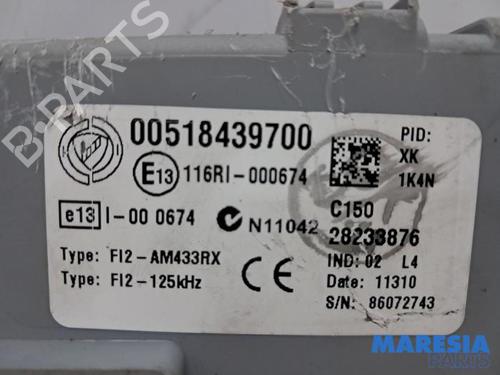 B-PARTS
00518439700
PID:
XK
1K4N
E13 116RI-000674
e13 I-00 0674
N11042
C150
28233876
IND: 02 L4
Type: FI2-AM433RX
Type: FI2-125kHz
CE
Date: 11310
S/N: 86072743
MARESIA
PARTS